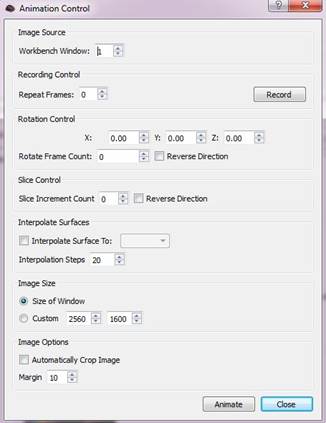 Animation Control
Image Source
Workbench Window: 1
Recording Control
Repeat Frames: 0 Record
Rotation Control
X: 0.00 Y: 0.00 Z: 0.00
Rotate Frame Count: 0 Reverse Direction
Slice Control
Slice Increment Count 0 Reverse Direction
Interpolate Surfaces
Interpolate Surface To:
Interpolation Steps 20
Image Size
Size of Window
Custom 2560 1600
Image Options
Automatically Crop Image
Margin 10
Animate Close